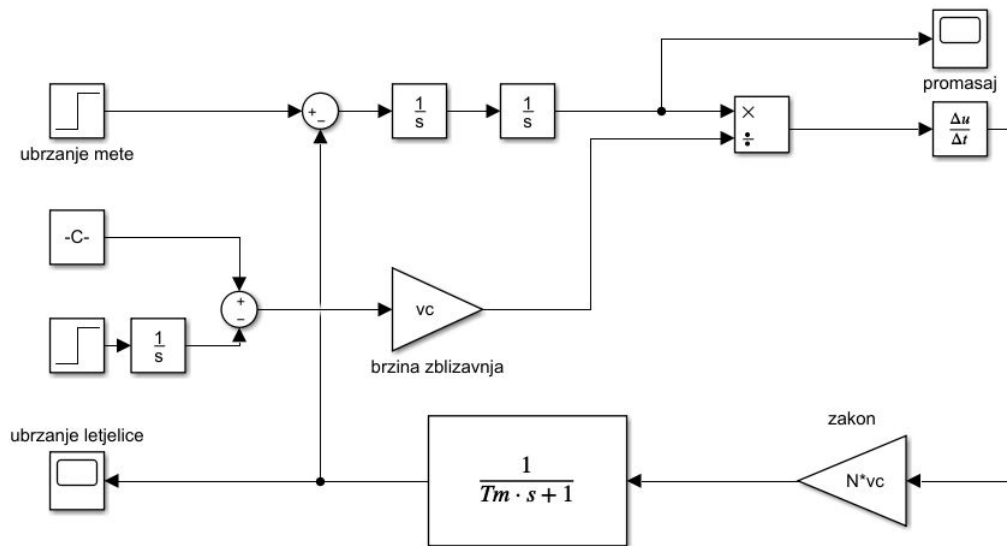 promasaj
+
−
1
s
1
s
×
÷
Δu
Δt
ubrzanje mete
-C-
+
−
vc
1
s
brzina zblizavnja
ubrzanje letjelice
zakon
1
Tm · s + 1
N*vc